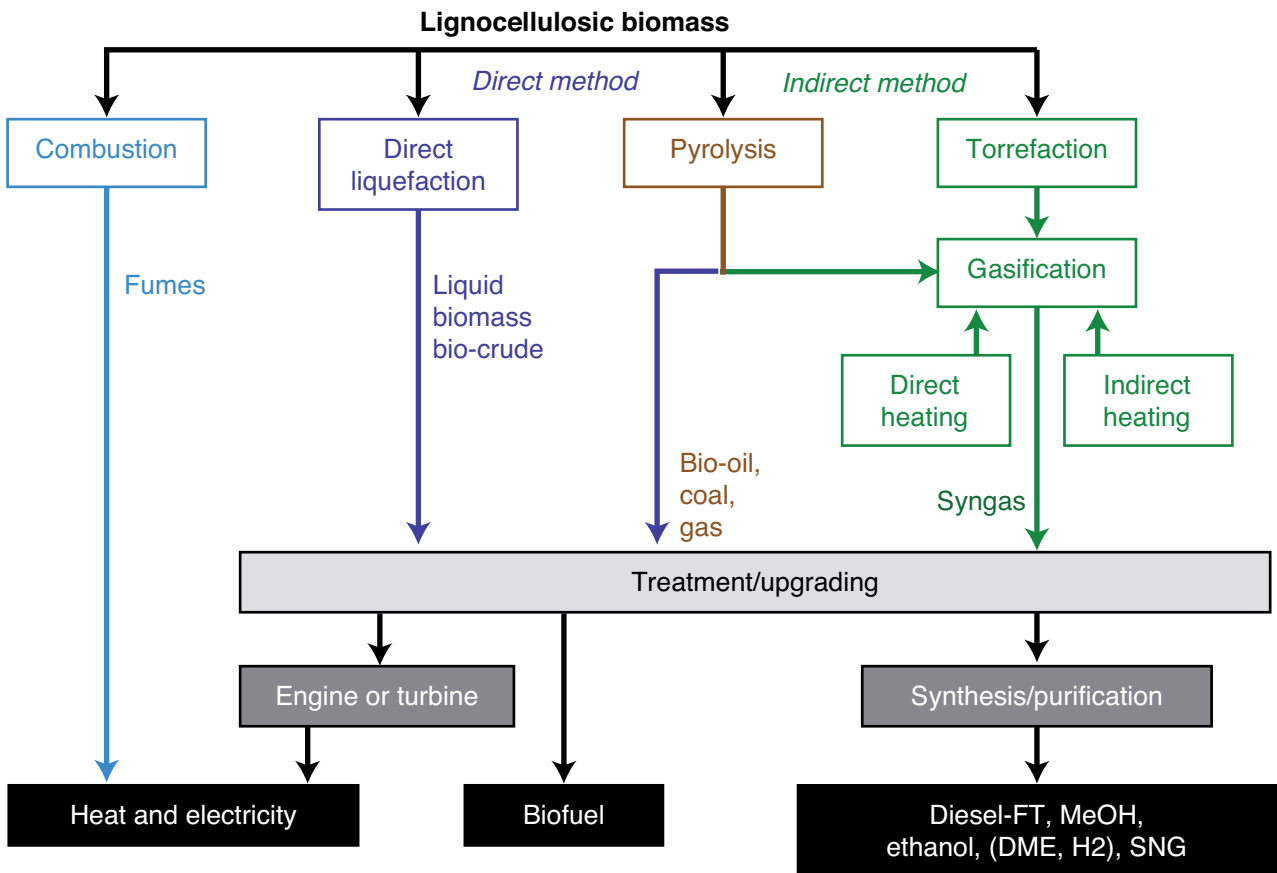 Lignocellulosic biomass
Direct method
Indirect method
Combustion
Direct
liquefaction
Pyrolysis
Torrefaction
Gasification
Fumes
Liquid
biomass
bio-crude
Direct
heating
Indirect
heating
Bio-oil,
coal,
gas
Syngas
Treatment/upgrading
Engine or turbine
Synthesis/purification
Heat and electricity
Biofuel
Diesel-FT, MeOH,
ethanol, (DME, H2), SNG